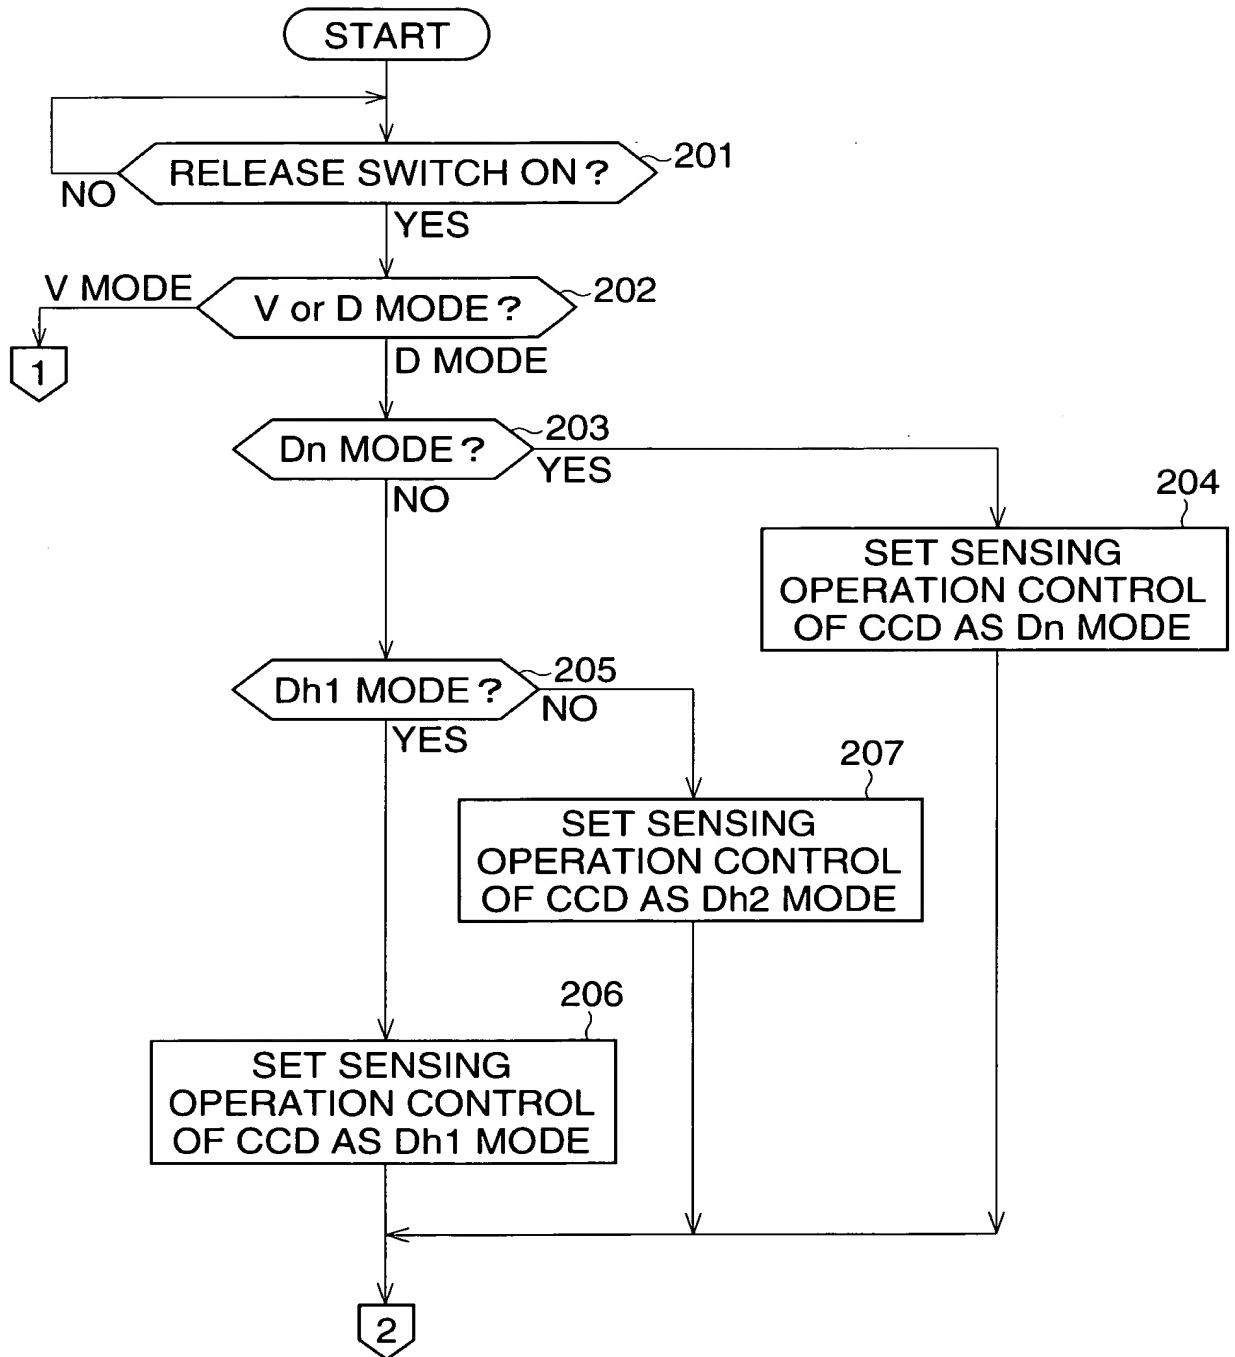 START
RELEASE SWITCH ON?
201
NO
YES
V MODE
V or D MODE?
202
1
D MODE
Dn MODE?
203
YES
NO
204
SET SENSING
OPERATION CONTROL
OF CCD AS Dn MODE
Dh1 MODE?
205
NO
YES
207
SET SENSING
OPERATION CONTROL
OF CCD AS Dh2 MODE
206
SET SENSING
OPERATION CONTROL
OF CCD AS Dh1 MODE
2